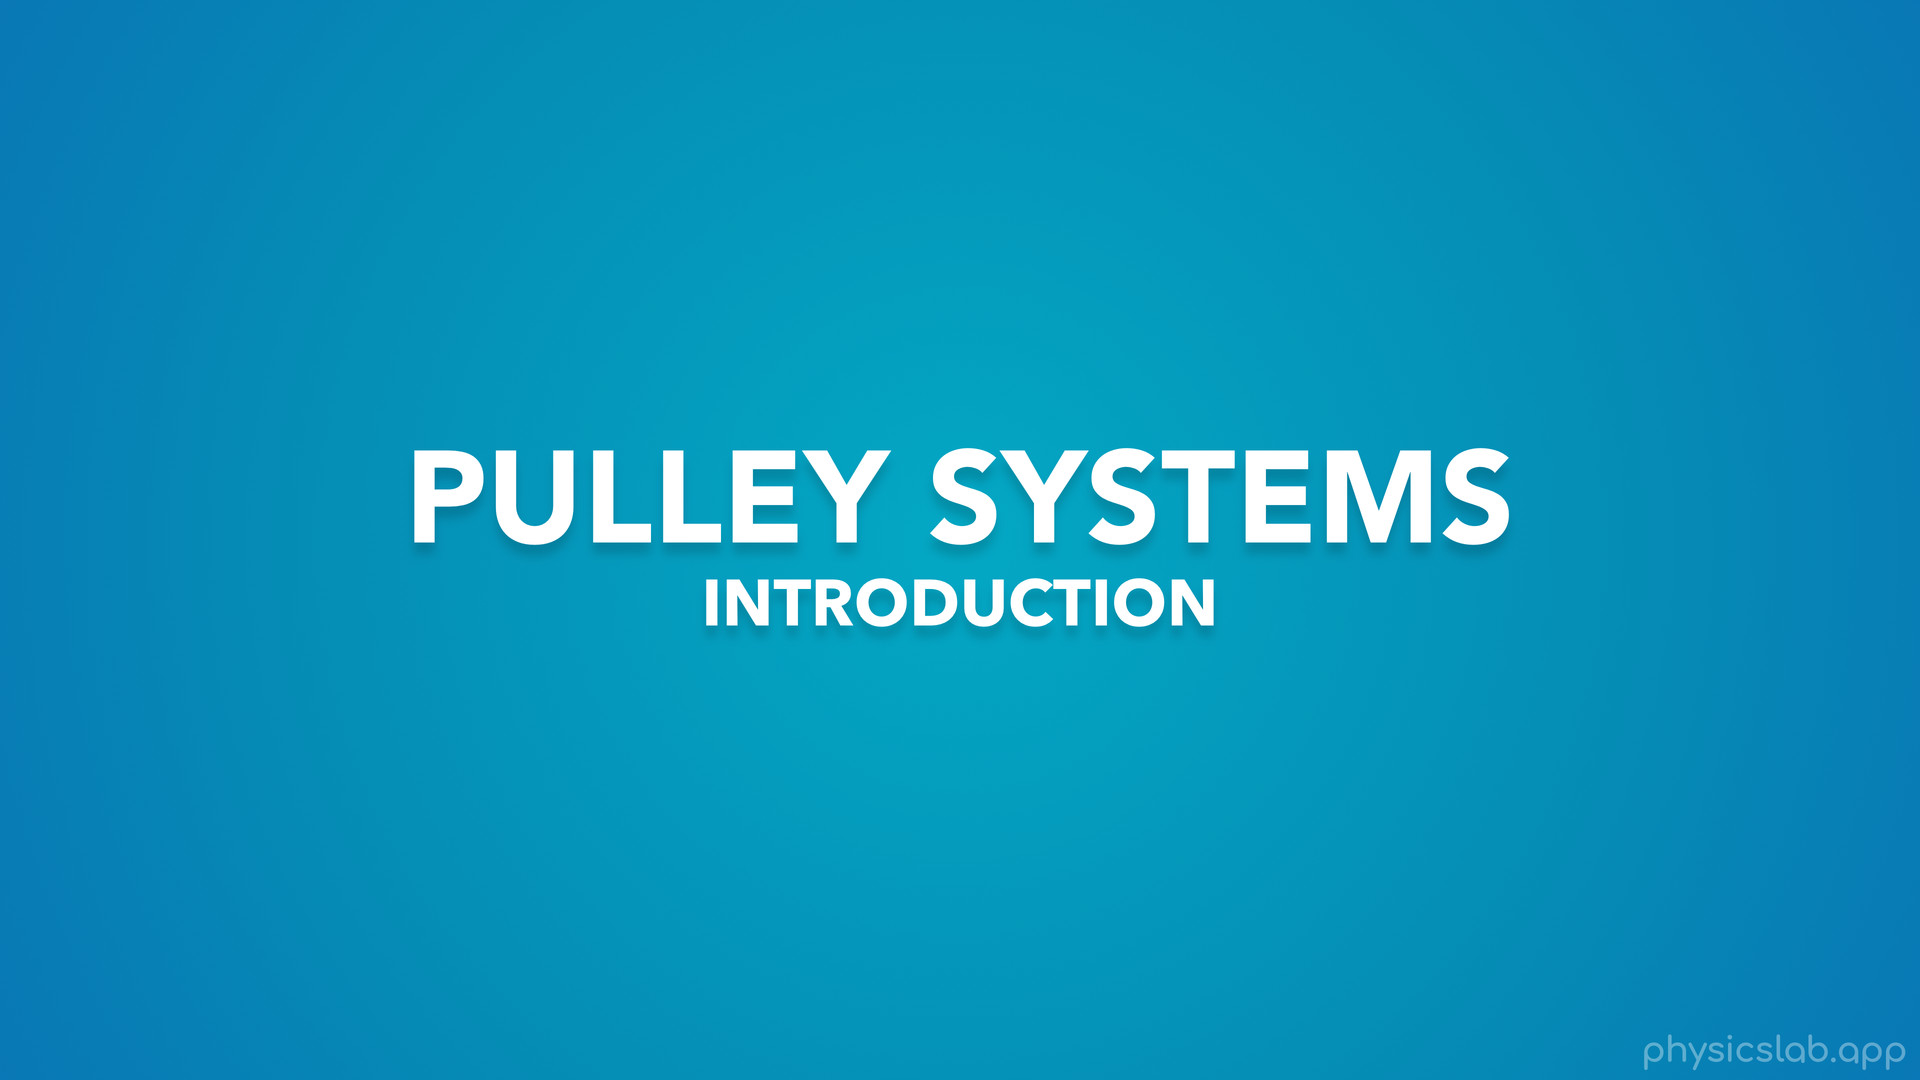 PULLEY SYSTEMS
INTRODUCTION
physicslab.app